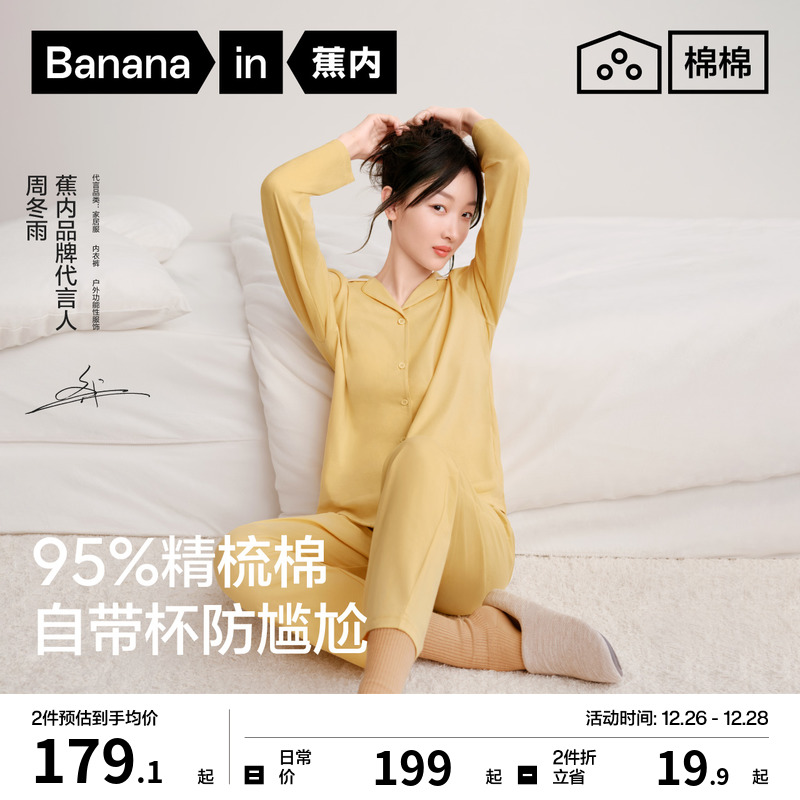 Banana in 蕉内
棉棉
代言品类：家居服 内衣裤 户外功能性服饰
蕉内品牌代言人
周冬雨
95%精梳棉
自带杯防尴尬
2件预估到手均价
179.1 起
活动时间: 12.26 - 12.28
= 日常价 199 起 - 2件折立省 19.9 起